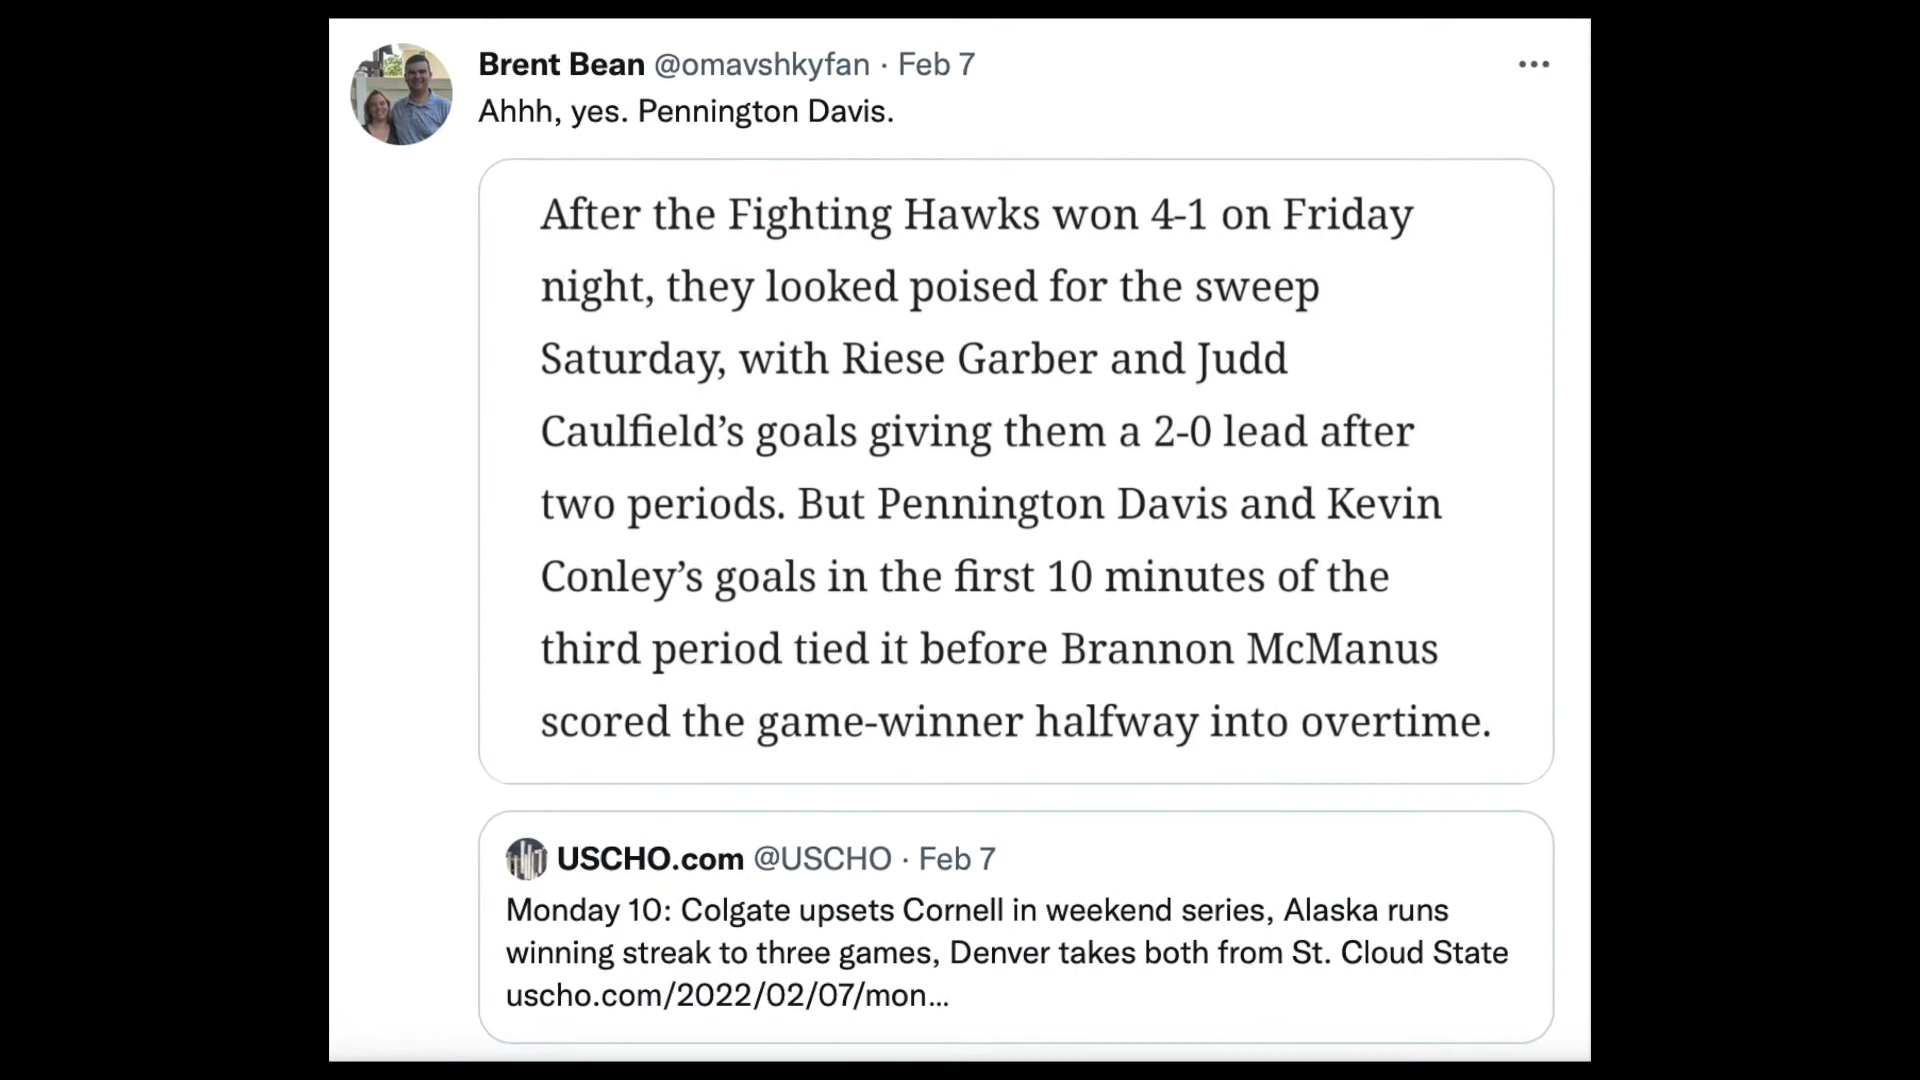 Brent Bean @omavshkyfan · Feb 7
Ahhh, yes. Pennington Davis.
After the Fighting Hawks won 4-1 on Friday
night, they looked poised for the sweep
Saturday, with Riese Garber and Judd
Caulfield’s goals giving them a 2-0 lead after
two periods. But Pennington Davis and Kevin
Conley’s goals in the first 10 minutes of the
third period tied it before Brannon McManus
scored the game-winner halfway into overtime.
USCHO.com @USCHO · Feb 7
Monday 10: Colgate upsets Cornell in weekend series, Alaska runs
winning streak to three games, Denver takes both from St. Cloud State
uscho.com/2022/02/07/mon…